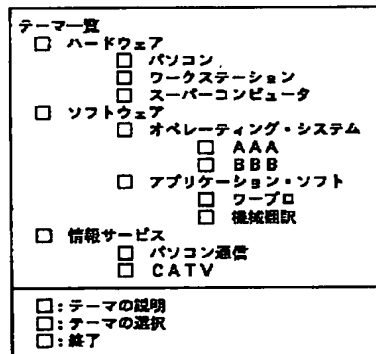 テーマ一覧
□ ハードウェア
□ パソコン
□ ワークステーション
□ スーパーコンピュータ
□ ソフトウェア
□ オペレーティング・システム
□ AAA
□ BBB
□ アプリケーション・ソフト
□ ワープロ
□ 機械翻訳
□ 情報サービス
□ パソコン通信
□ CATV
□:テーマの説明
□:テーマの選択
□:終了